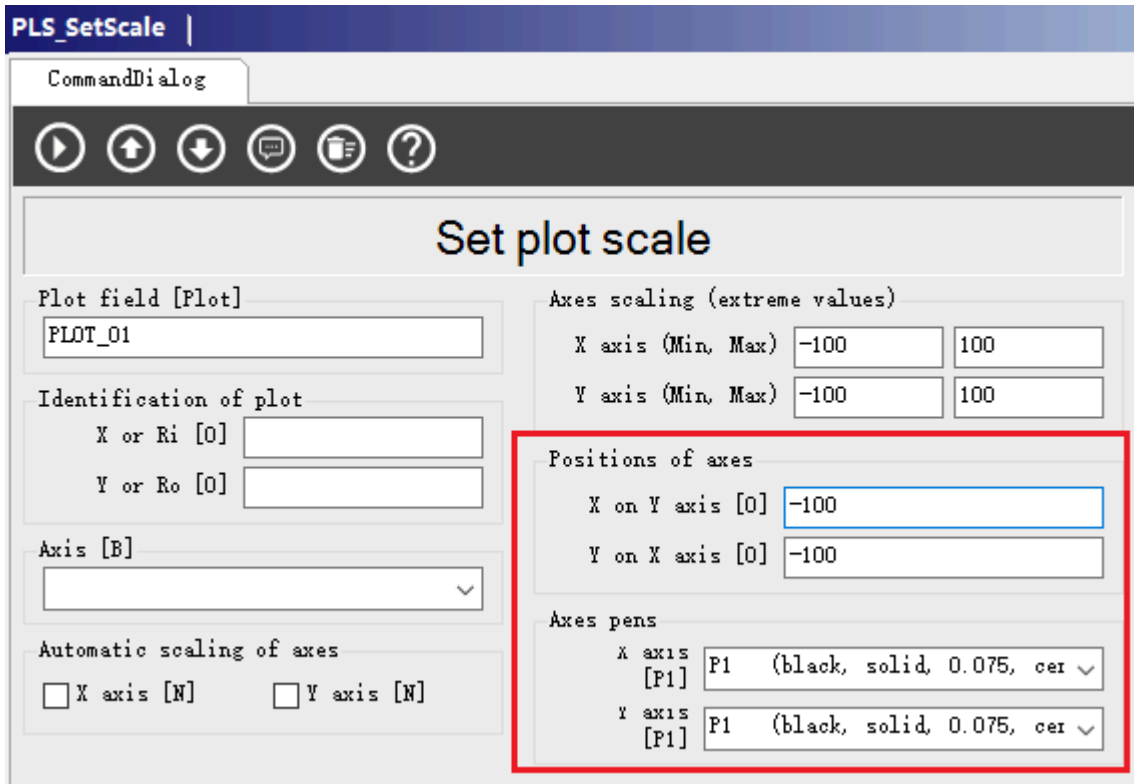 PLS_SetScale
CommandDialog
Set plot scale
Plot field [Plot]
PLOT_01
Identification of plot
X or Ri [0]
Y or Ro [0]
Axis [B]
Automatic scaling of axes
X axis [N]
Y axis [N]
Axes scaling (extreme values)
X axis (Min, Max) -100 100
Y axis (Min, Max) -100 100
Positions of axes
X on Y axis [0] -100
Y on X axis [0] -100
Axes pens
X axis
[P1]
P1 (black, solid, 0.075, cer
Y axis
[P1]
P1 (black, solid, 0.075, cer